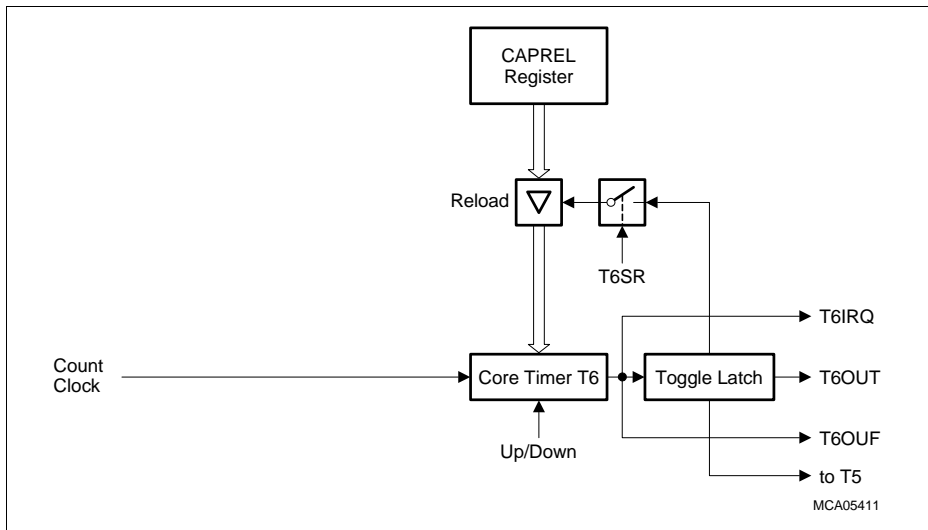 CAPREL
Register
Reload
T6SR
T6IRQ
Count
Clock
Core Timer T6
Toggle Latch
T6OUT
Up/Down
T6OUF
to T5
MCA05411